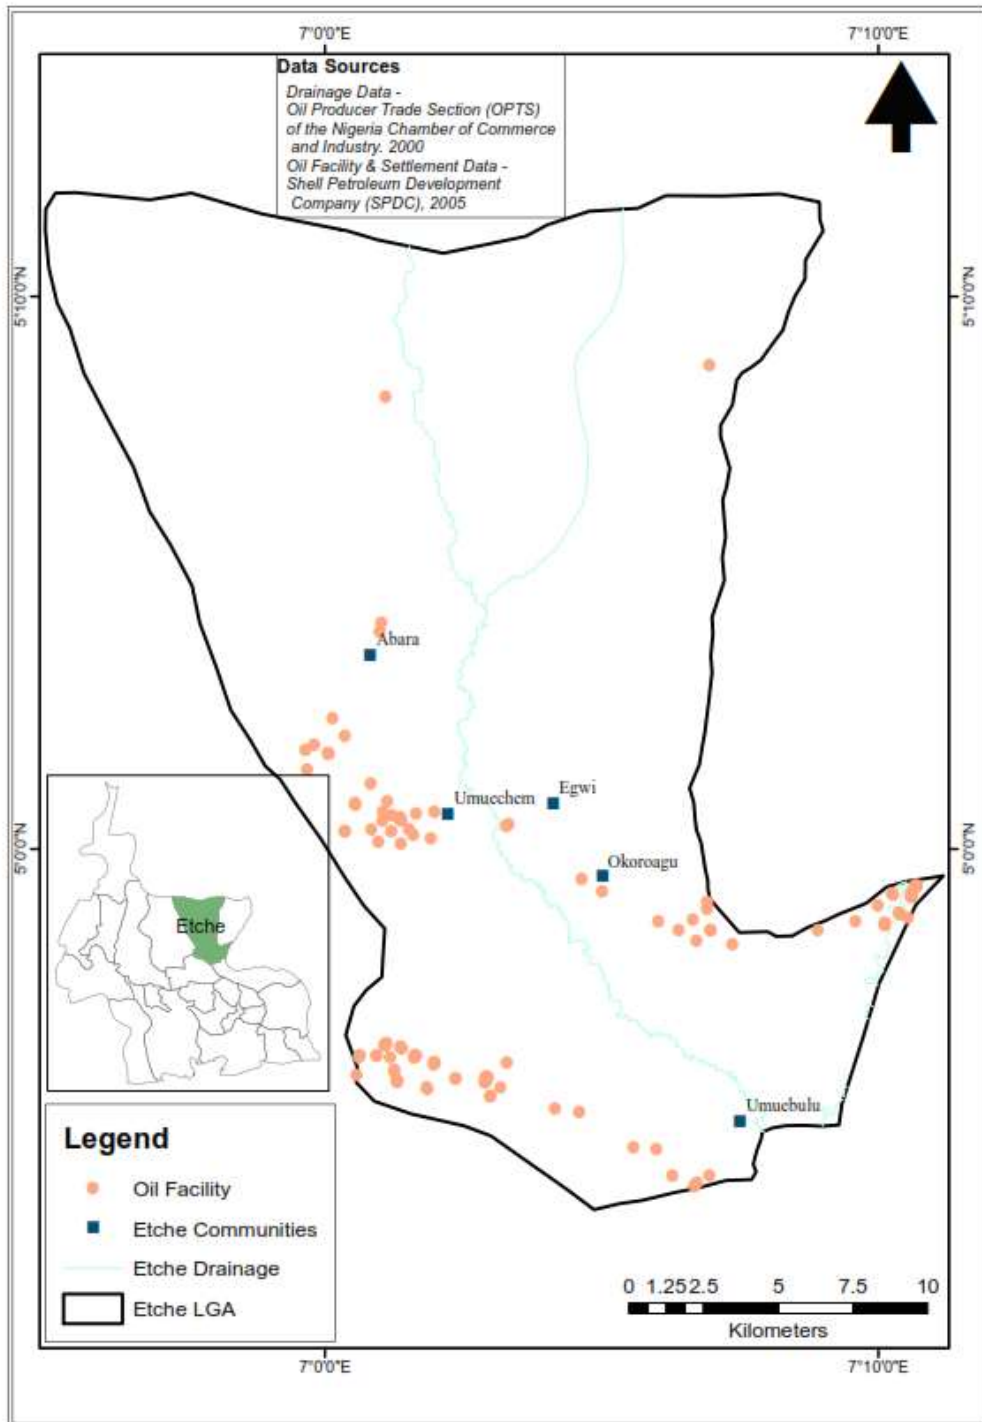 7°0'0"E
7°10'0"E
Data Sources
Drainage Data -
Oil Producer Trade Section (OPTS)
of the Nigeria Chamber of Commerce
and Industry. 2000
Oil Facility & Settlement Data -
Shell Petroleum Development
Company (SPDC), 2005
5°10'0"N
5°10'0"N
Abara
Umuechem
Egwi
5°0'0"N
5°0'0"N
Okoroagu
Etche
Umuebulu
Legend
Oil Facility
Etche Communities
Etche Drainage
Etche LGA
0 1.25 2.5 5 7.5 10
Kilometers
7°0'0"E
7°10'0"E